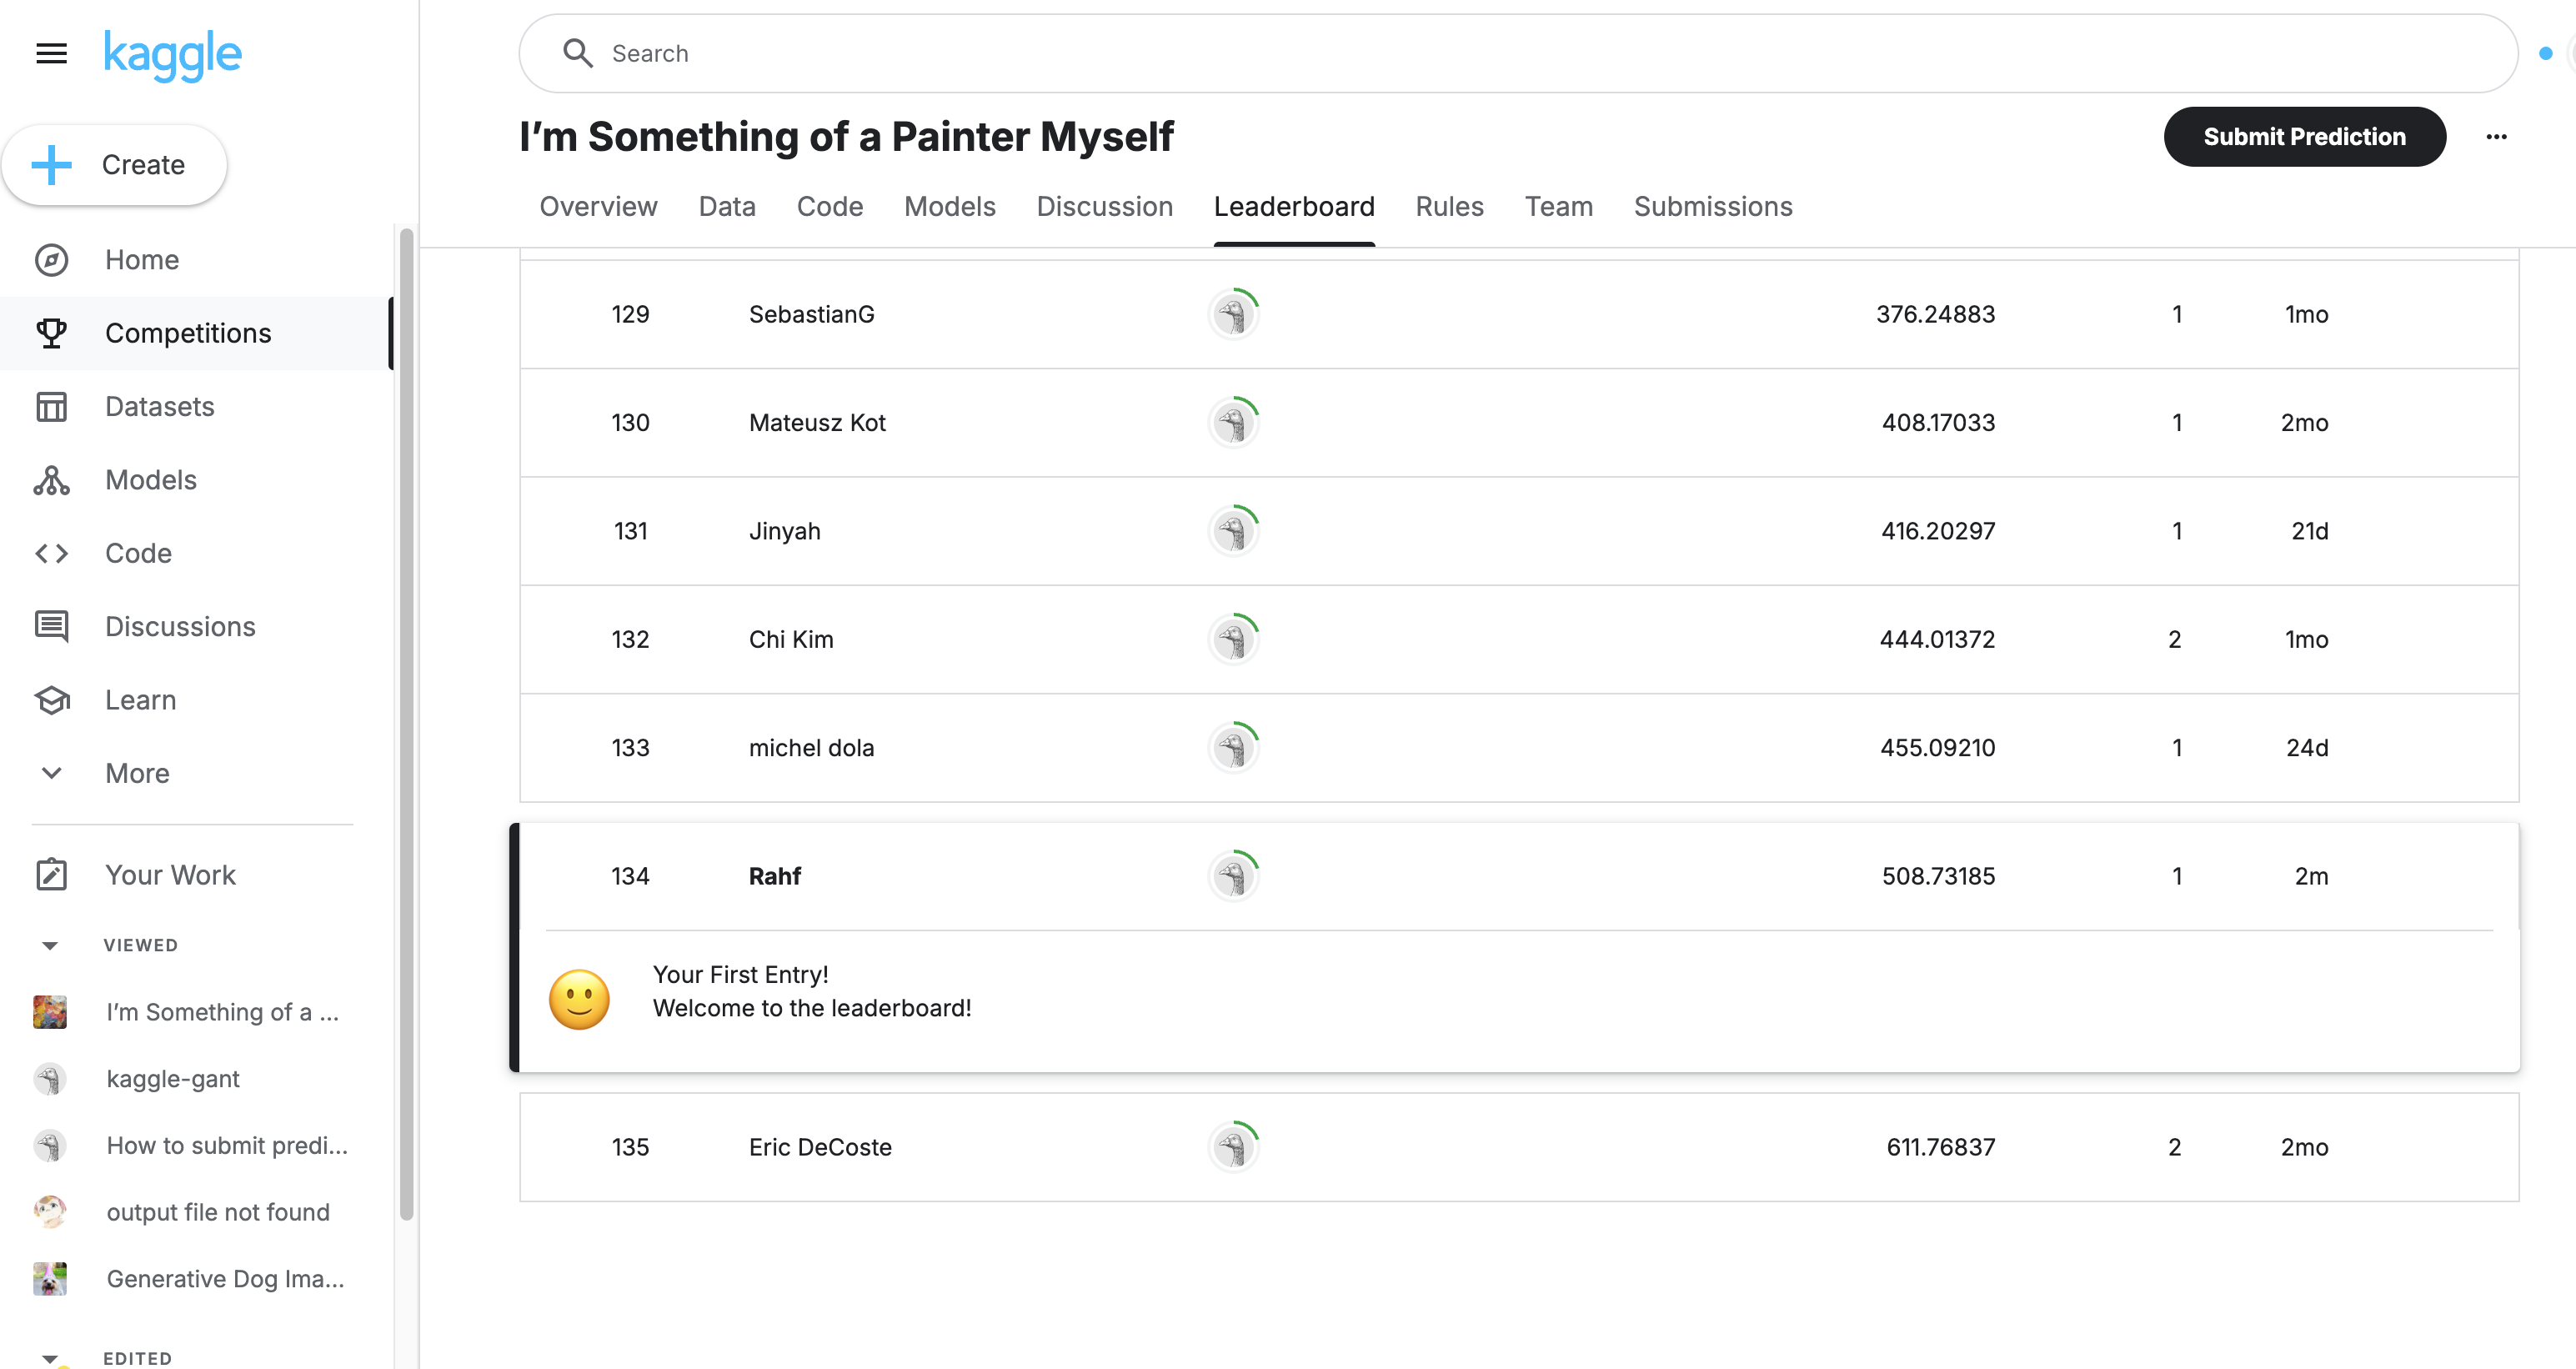 kaggle
Search
Create
I’m Something of a Painter Myself
Submit Prediction
Overview Data Code Models Discussion Leaderboard Rules Team Submissions
Home
Competitions
Datasets
Models
Code
Discussions
Learn
More
Your Work
VIEWED
I’m Something of a ...
kaggle-gant
How to submit predi...
output file not found
Generative Dog Ima...
EDITED
129 SebastianG 376.24883 1 1mo
130 Mateusz Kot 408.17033 1 2mo
131 Jinyah 416.20297 1 21d
132 Chi Kim 444.01372 2 1mo
133 michel dola 455.09210 1 24d
134 Rahf 508.73185 1 2m
Your First Entry!
Welcome to the leaderboard!
135 Eric DeCoste 611.76837 2 2mo